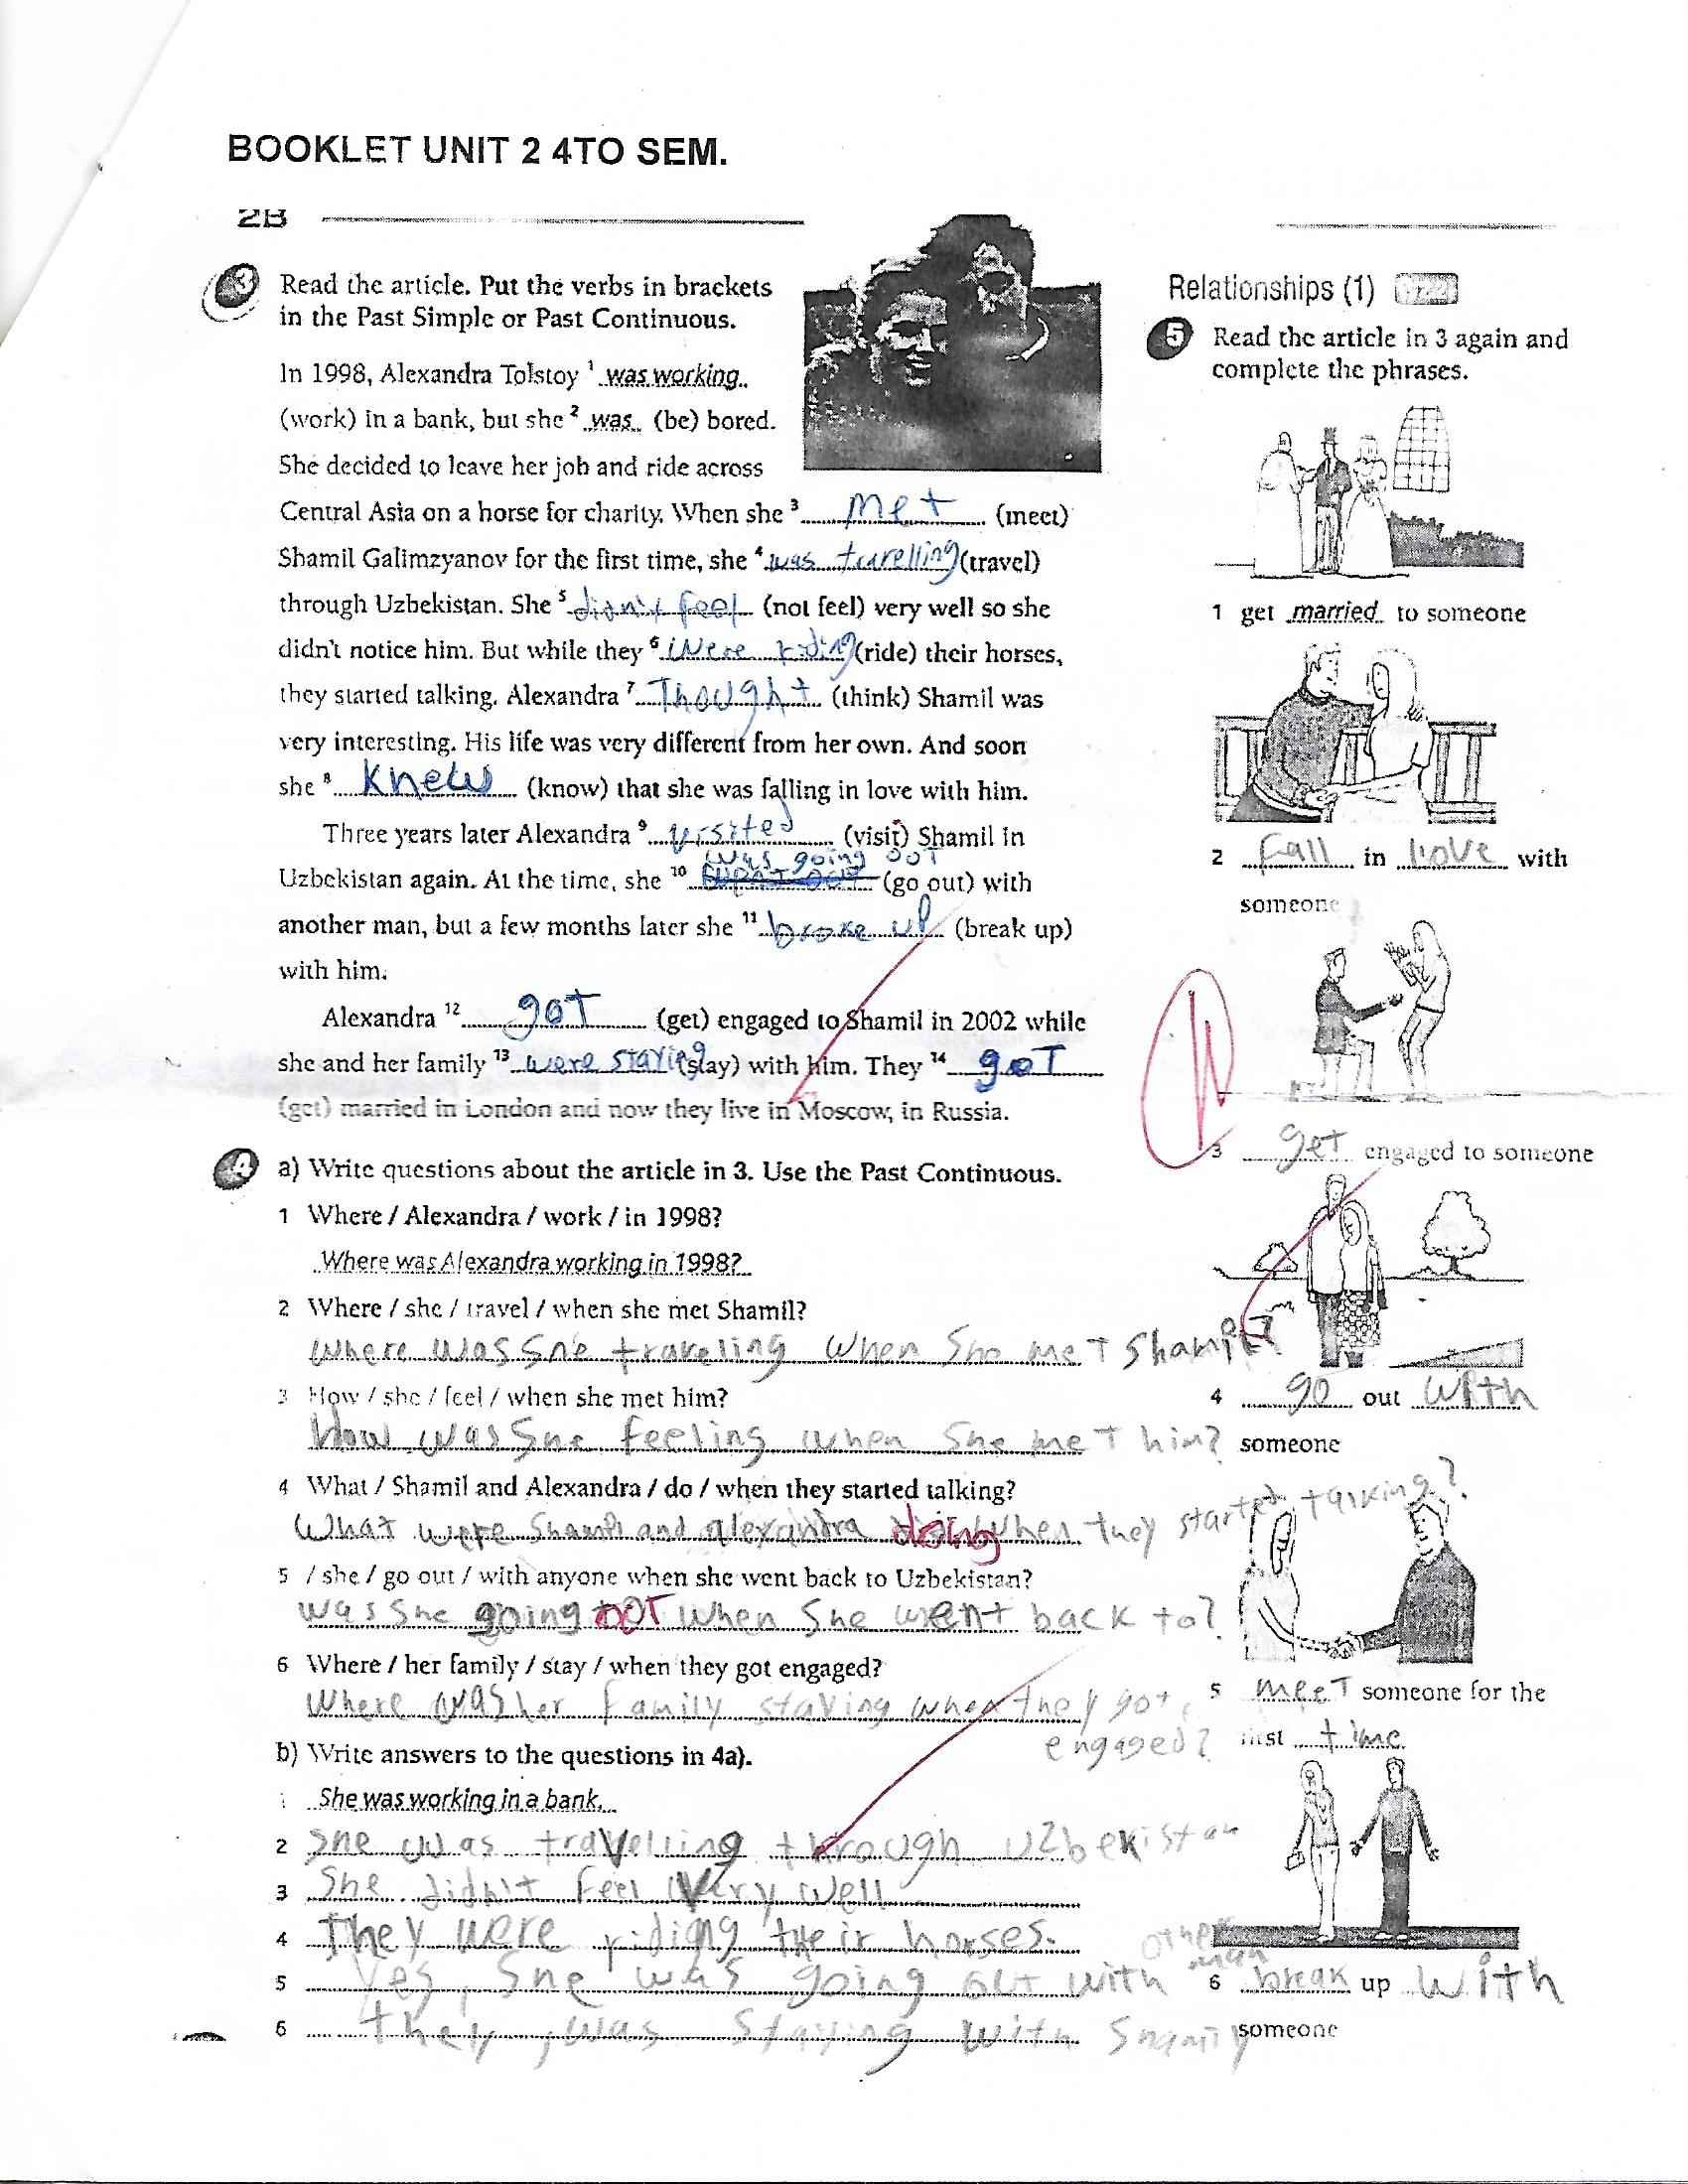 BOOKLET UNIT 2 4TO SEM.
2B
3 Read the article. Put the verbs in brackets
in the Past Simple or Past Continuous.
In 1998, Alexandra Tolstoy 1 was working
(work) in a bank, but she 2 was (be) bored.
She decided to leave her job and ride across
Central Asia on a horse for charity. When she 3 met (meet)
Shamil Galimzyanov for the first time, she 4 was turelling (travel)
through Uzbekistan. She 5 didn't feel (not feel) very well so she
didn't notice him. But while they 6 were riding (ride) their horses,
they started talking. Alexandra 7 Thought (think) Shamil was
very interesting. His life was very different from her own. And soon
she 8 knew (know) that she was falling in love with him.
Three years later Alexandra 9 visited (visit) Shamil in
was going out
Uzbekistan again. At the time, she 10 (go out) with
another man, but a few months later she 11 broke up (break up)
with him.
Alexandra 12 got (get) engaged to Shamil in 2002 while
she and her family 13 were staying (stay) with him. They 14 got
(get) married in London and now they live in Moscow, in Russia.
4 a) Write questions about the article in 3. Use the Past Continuous.
1 Where / Alexandra / work / in 1998?
Where was Alexandra working in 1998?
2 Where / she / travel / when she met Shamil?
Where was she traveling when she met Shamil?
3 How / she / feel / when she met him?
How was she feeling when she met him?
4 What / Shamil and Alexandra / do / when they started talking?
What were Shamil and alexandra doing when they started talking?
5 / she / go out / with anyone when she went back to Uzbekistan?
was she going out when she went back to?
6 Where / her family / stay / when they got engaged?
Where was her family staying when they got
engaged?
b) Write answers to the questions in 4a).
1 She was working in a bank.
2 She was travelling through Uzbekistan
3 She didn't feel very well
4 They were ridigng their horses.
5 Yes, she was going out with other man
6 they, was staying with Shamil
Relationships (1)
5 Read the article in 3 again and
complete the phrases.
1 get married to someone
2 fall in love with
someone
3 get engaged to someone
4 go out with
someone
5 meet someone for the
first time
6 break up with
someone